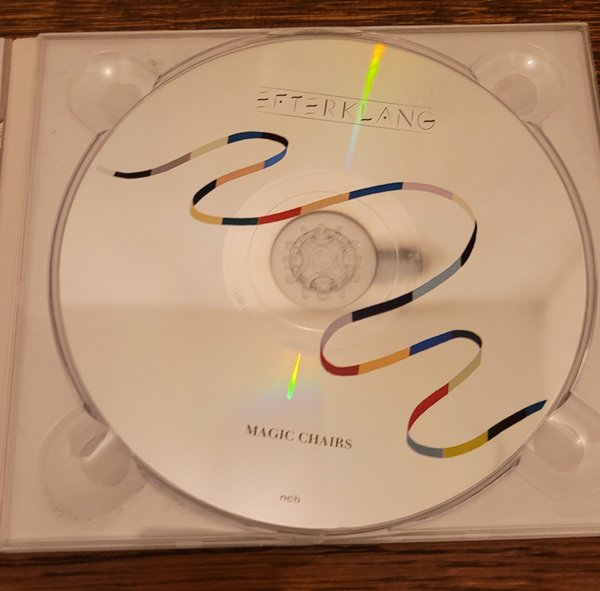 EFTERKLANG
MAGIC CHAIRS
ncb